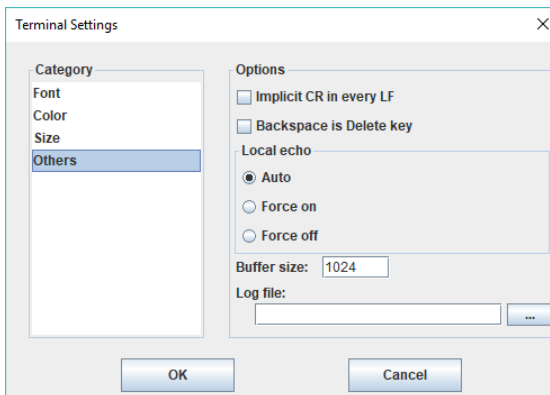 Terminal Settings
Category
Font
Color
Size
Others
Options
Implicit CR in every LF
Backspace is Delete key
Local echo
Auto
Force on
Force off
Buffer size: 1024
Log file:
...
OK Cancel